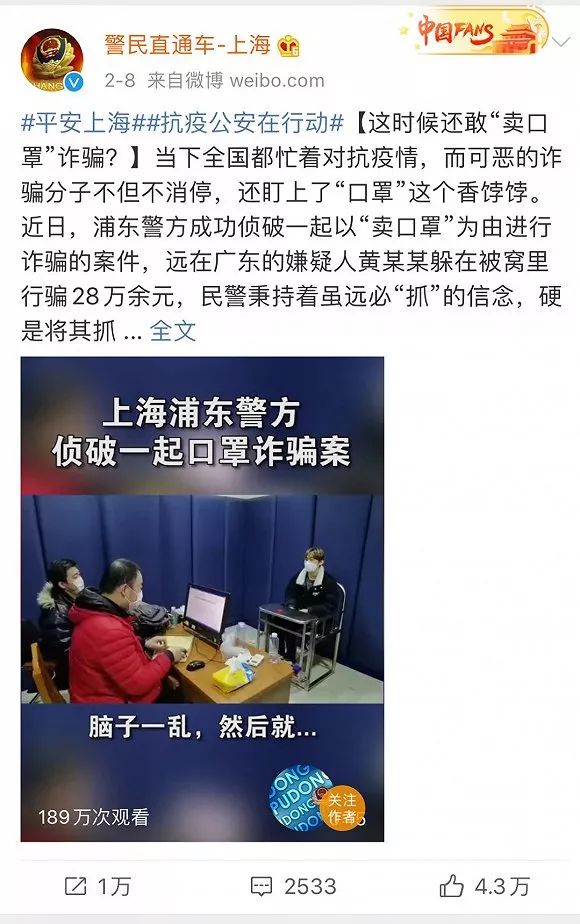 警民直通车-上海
中国FANS
2-8 来自微博 weibo.com
#平安上海##抗疫公安在行动#【这时候还敢“卖口
罩”诈骗？】当下全国都忙着对抗疫情，而可恶的诈
骗分子不但不消停，还盯上了“口罩”这个香饽饽。
近日，浦东警方成功侦破一起以“卖口罩”为由进行
诈骗的案件，远在广东的嫌疑人黄某某躲在被窝里
行骗28万余元，民警秉持着虽远必“抓”的信念，硬
是将其抓 ... 全文
上海浦东警方
侦破一起口罩诈骗案
脑子一乱，然后就...
189万次观看
DONG
PUDONG
DONG
关注
作者
1万
2533
4.3万